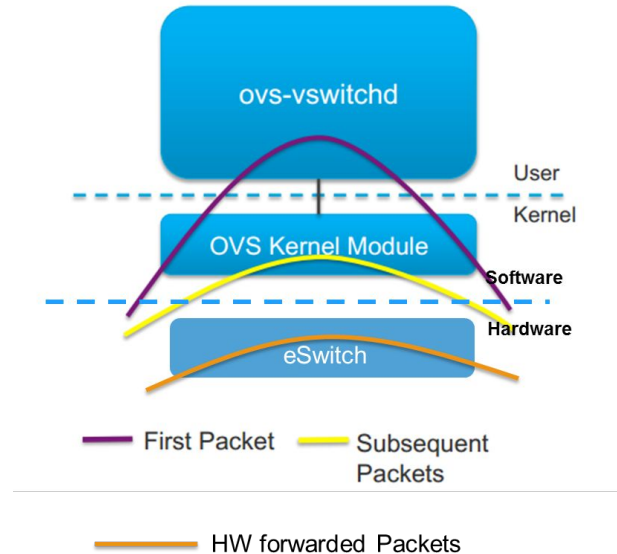 ovs-vswitchd
User
Kernel
OVS Kernel Module
Software
Hardware
eSwitch
First Packet
Subsequent
Packets
HW forwarded Packets